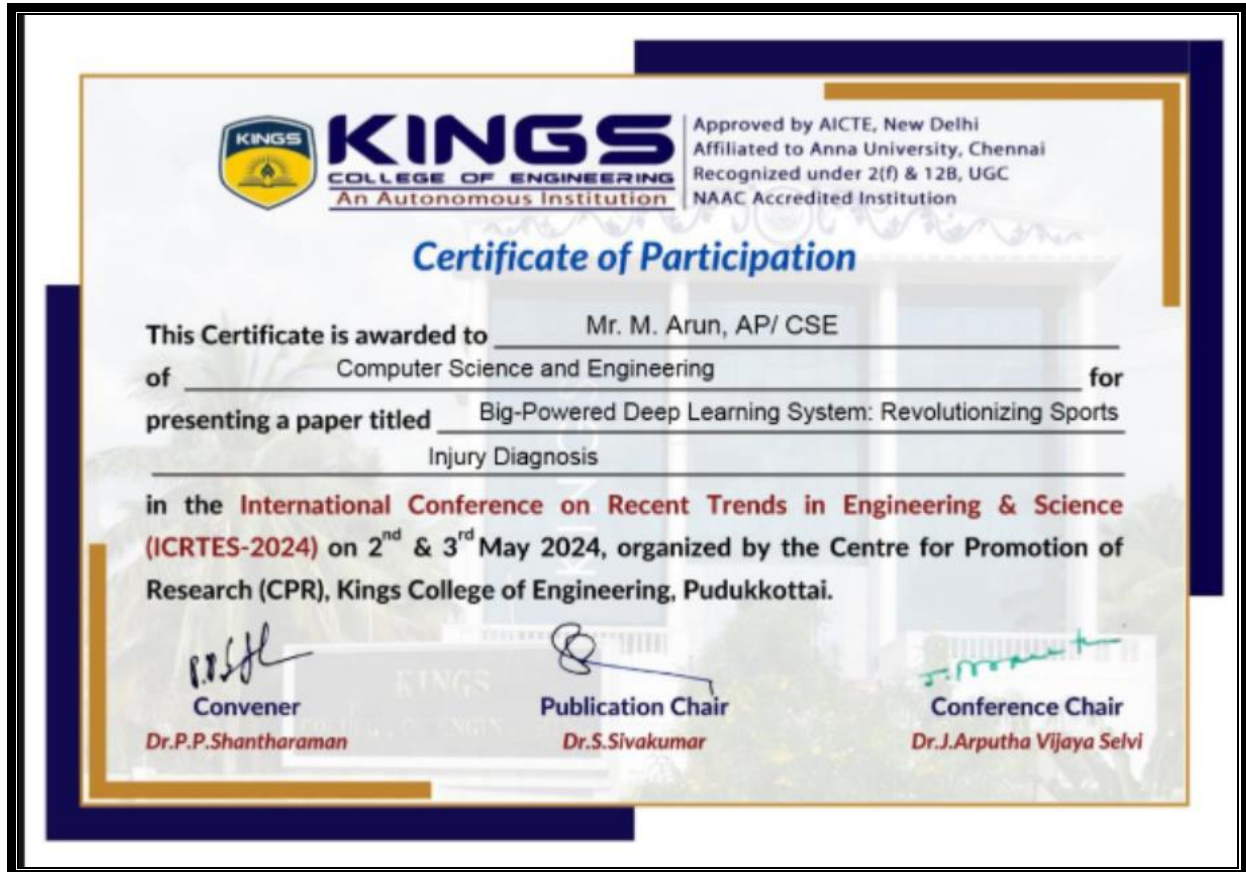 KINGS
KINGS
COLLEGE OF ENGINEERING
An Autonomous Institution
Approved by AICTE, New Delhi
Affiliated to Anna University, Chennai
Recognized under 2(f) & 12B, UGC
NAAC Accredited Institution
Certificate of Participation
This Certificate is awarded to Mr. M. Arun, AP/ CSE
of Computer Science and Engineering for
presenting a paper titled Big-Powered Deep Learning System: Revolutionizing Sports
Injury Diagnosis
in the International Conference on Recent Trends in Engineering & Science
(ICRTES-2024) on 2nd & 3rd May 2024, organized by the Centre for Promotion of
Research (CPR), Kings College of Engineering, Pudukkottai.
Convener Publication Chair Conference Chair
Dr.P.P.Shantharaman Dr.S.Sivakumar Dr.J.Arputha Vijaya Selvi
KINGS
KINGS